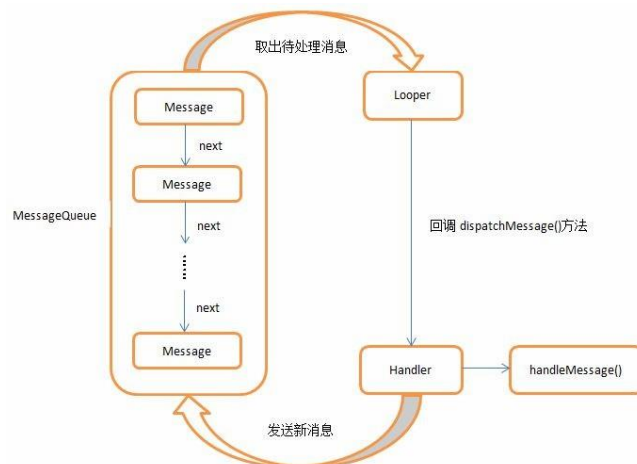 取出待处理消息
Looper
Message
next
Message
MessageQueue
next
回调 dispatchMessage()方法
next
Message
Handler
handleMessage()
发送新消息